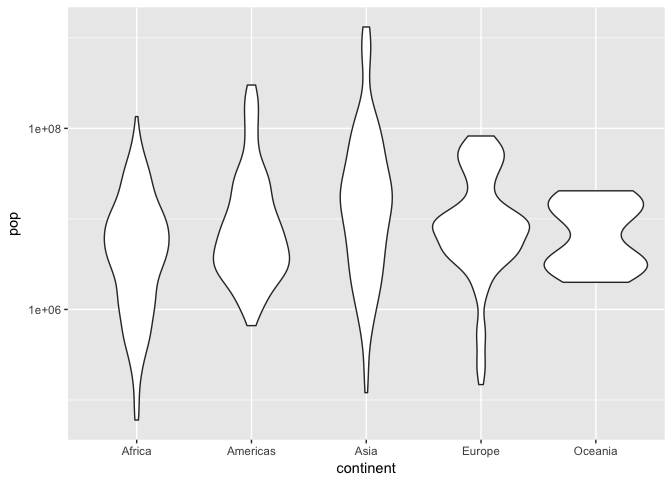 pop
1e+08
1e+06
Africa
Americas
Asia
Europe
Oceania
continent